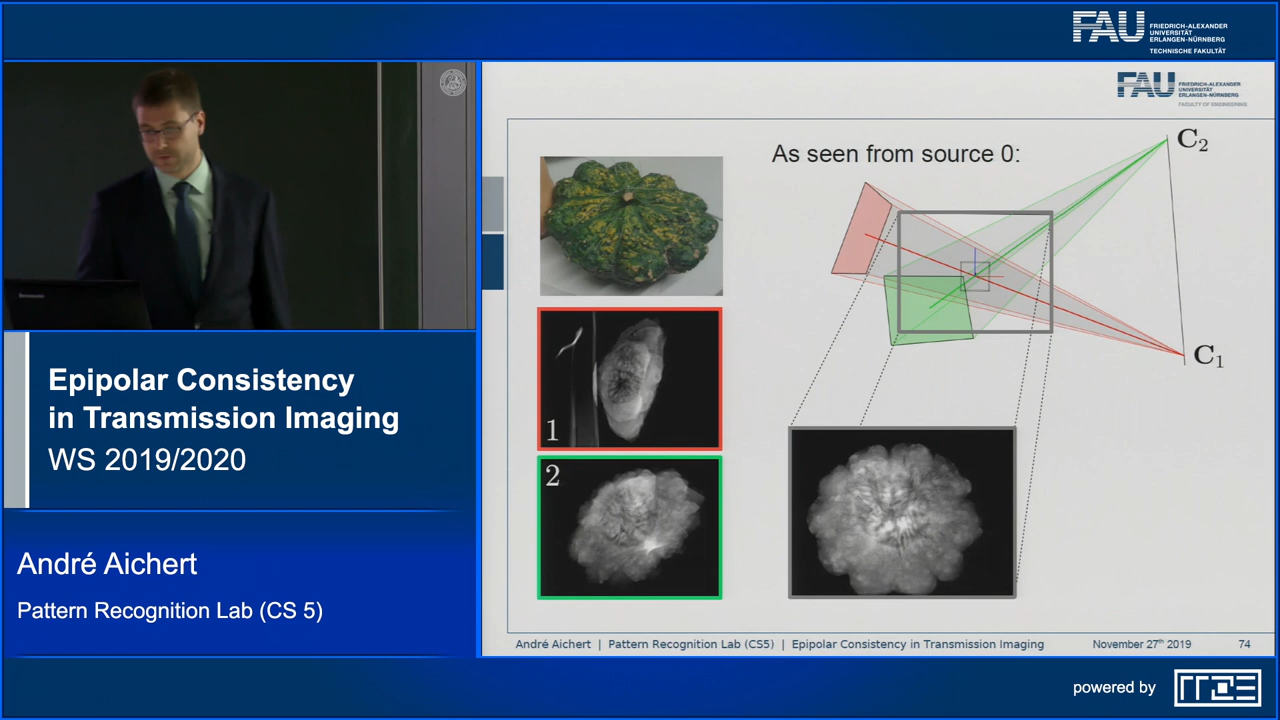 FAU
FRIEDRICH-ALEXANDER
UNIVERSITÄT
ERLANGEN-NÜRNBERG
TECHNISCHE FAKULTÄT
FAU
FRIEDRICH-ALEXANDER
UNIVERSITÄT
ERLANGEN-NÜRNBERG
FACULTY OF ENGINEERING
As seen from source 0:
C2
C1
1
2
Epipolar Consistency
in Transmission Imaging
WS 2019/2020
André Aichert
Pattern Recognition Lab (CS 5)
André Aichert | Pattern Recognition Lab (CS5) | Epipolar Consistency in Transmission Imaging
November 27th 2019
74
powered by